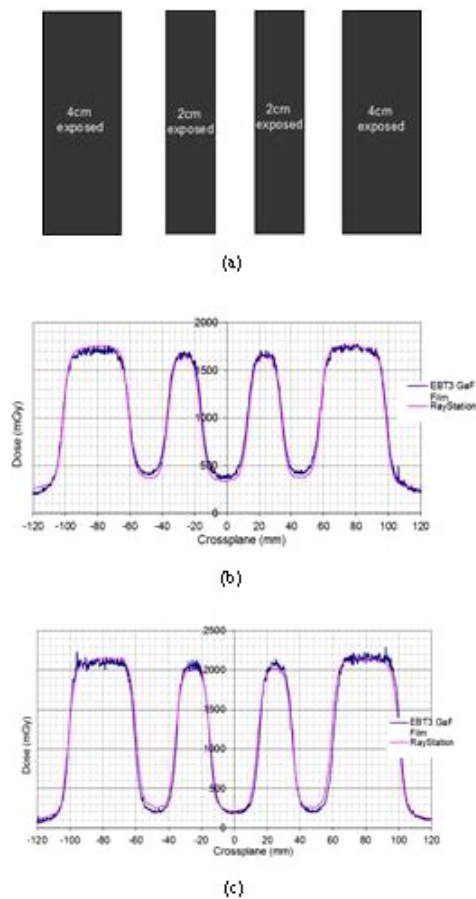 4cm
exposed
2cm
exposed
2cm
exposed
4cm
exposed
(a)
2000
1500
1000
500
0
-120 -100 -80 -60 -40 -20 0 20 40 60 80 100 120
Dose (mGy)
Crossplane (mm)
EBT3 GaF
Film
RayStation
(b)
2500
2000
1500
1000
500
0
-120 -100 -80 -60 -40 -20 0 20 40 60 80 100 120
Dose (mGy)
Crossplane (mm)
EBT3 GaF
Film
RayStation
(c)